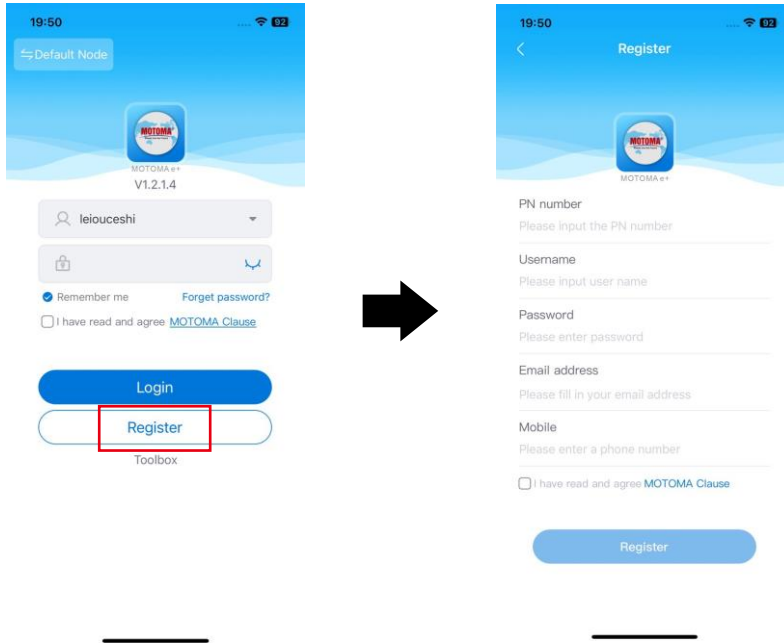 19:50
92
Default Node
MOTOMA
MOTOMA e+
V1.2.1.4
leiouceshi
Remember me Forget password?
I have read and agree MOTOMA Clause
Login
Register
Toolbox
19:50
92
Register
MOTOMA
MOTOMA e+
PN number
Please input the PN number
Username
Please input user name
Password
Please enter password
Email address
Please fill in your email address
Mobile
Please enter a phone number
I have read and agree MOTOMA Clause
Register